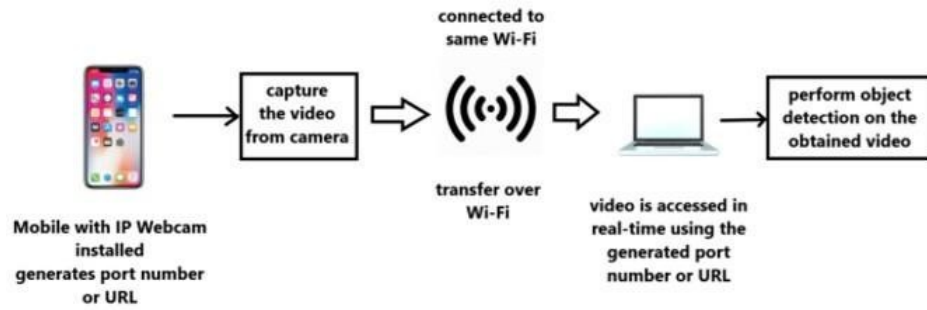 Mobile with IP Webcam
installed
generates port number
or URL
capture
the video
from camera
connected to
same Wi-Fi
transfer over
Wi-Fi
video is accessed in
real-time using the
generated port
number or URL
perform object
detection on the
obtained video